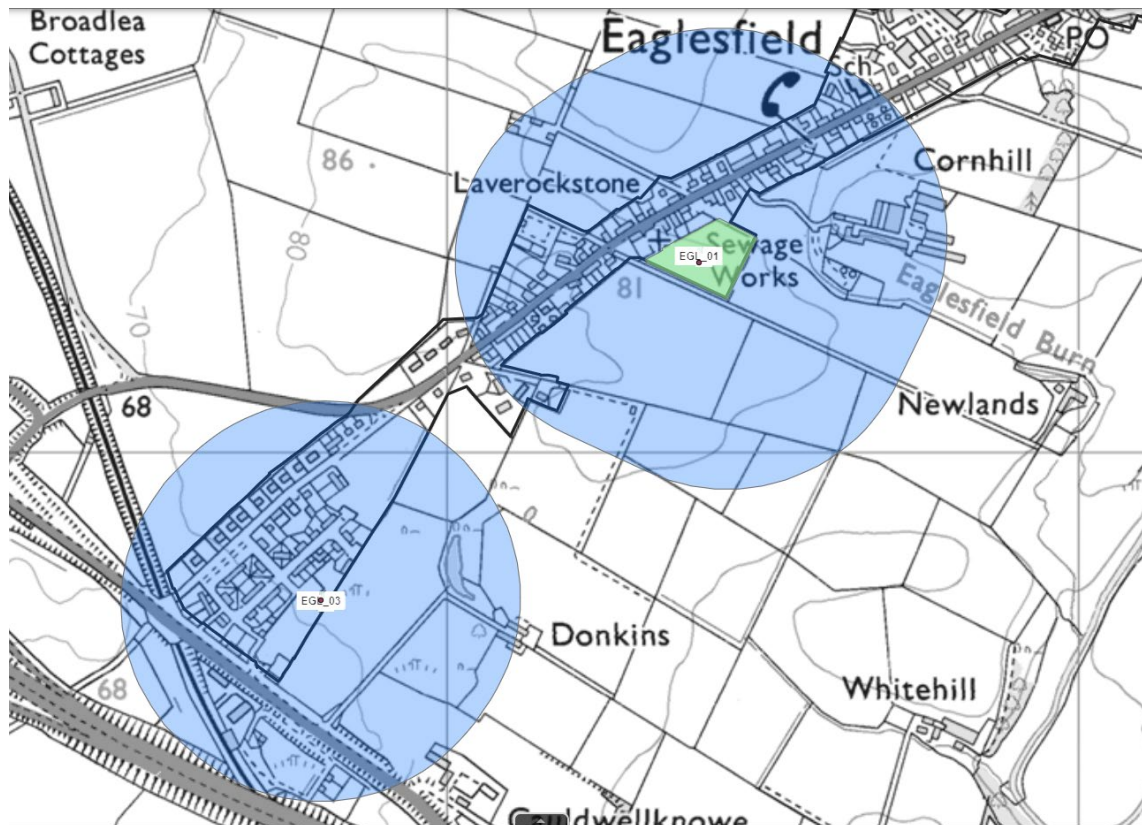 Broadlea
Cottages
Eaglesfield
PO
Sch
86
Cornhill
Laverockstone
80
Sewage
Works
EGL_01
81
Eaglesfield Burn
70
68
Newlands
EGL_03
Donkins
68
Whitehill
Cauldwellknowe